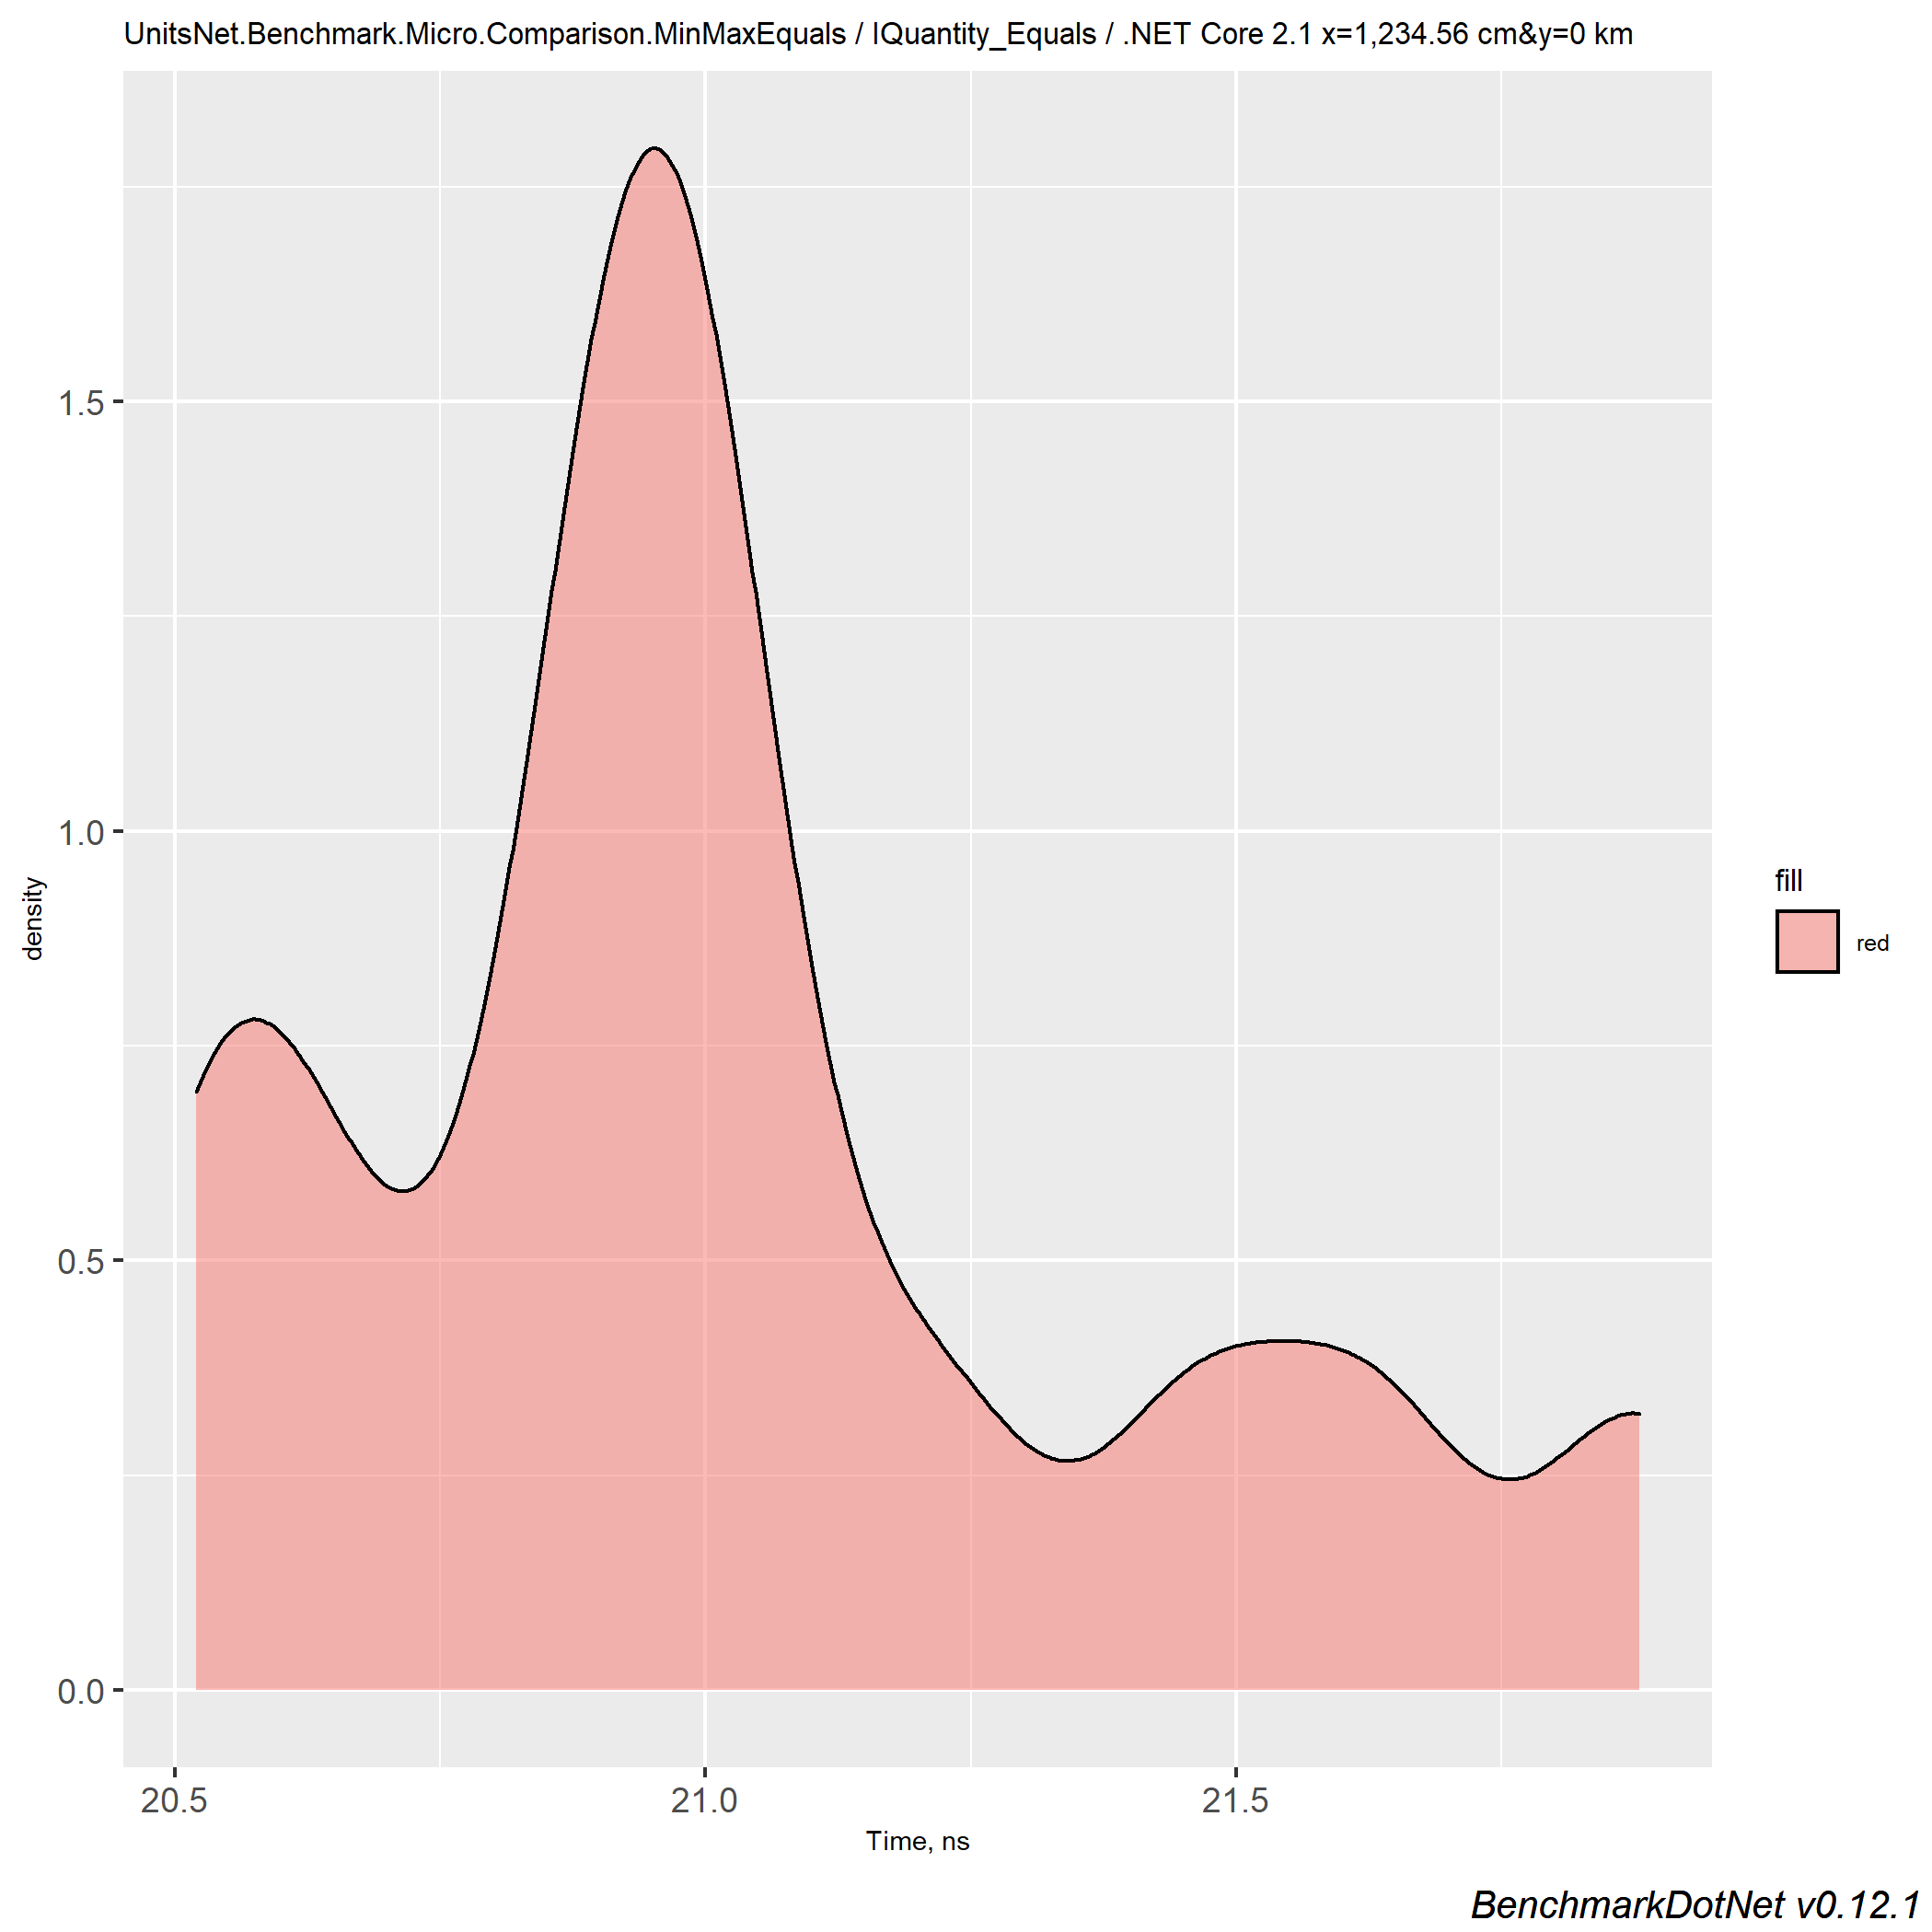 UnitsNet.Benchmark.Micro.Comparison.MinMaxEquals / IQuantity_Equals / .NET Core 2.1 x=1,234.56 cm&y=0 km
1.5
1.0
0.5
0.0
density
20.5 21.0 21.5
Time, ns
fill
red
BenchmarkDotNet v0.12.1